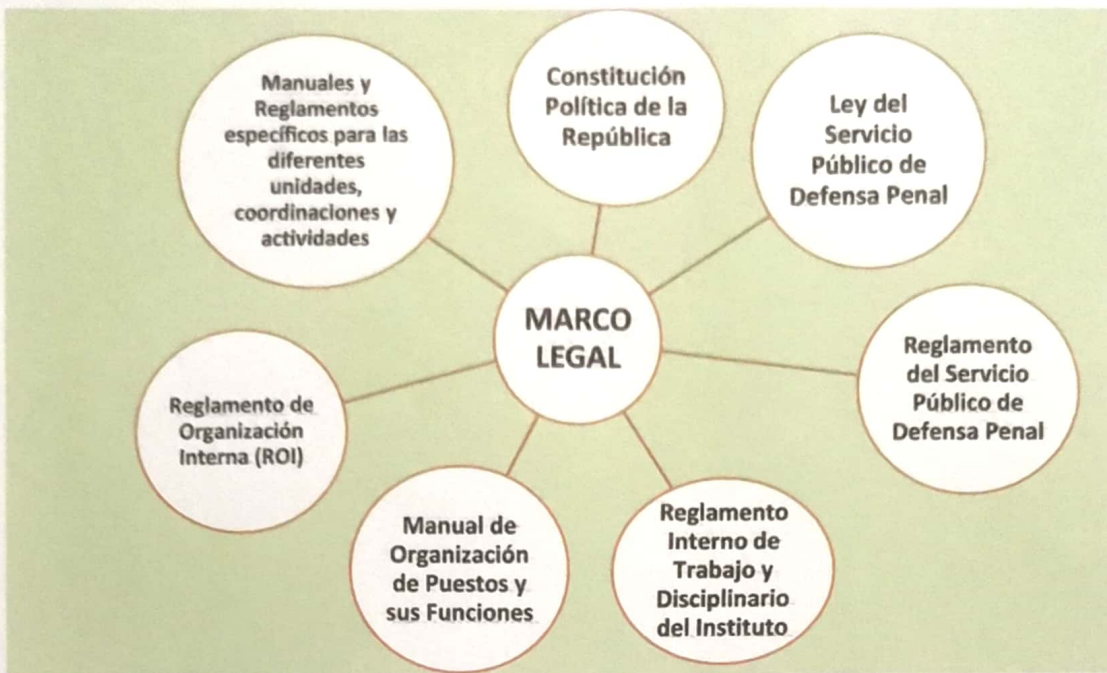 MARCO
LEGAL
Constitución
Política de la
República
Ley del
Servicio
Público de
Defensa Penal
Reglamento
del Servicio
Público de
Defensa Penal
Reglamento
Interno de
Trabajo y
Disciplinario
del Instituto
Manual de
Organización
de Puestos y
sus Funciones
Reglamento de
Organización
Interna (ROI)
Manuales y
Reglamentos
específicos para las
diferentes
unidades,
coordinaciones y
actividades